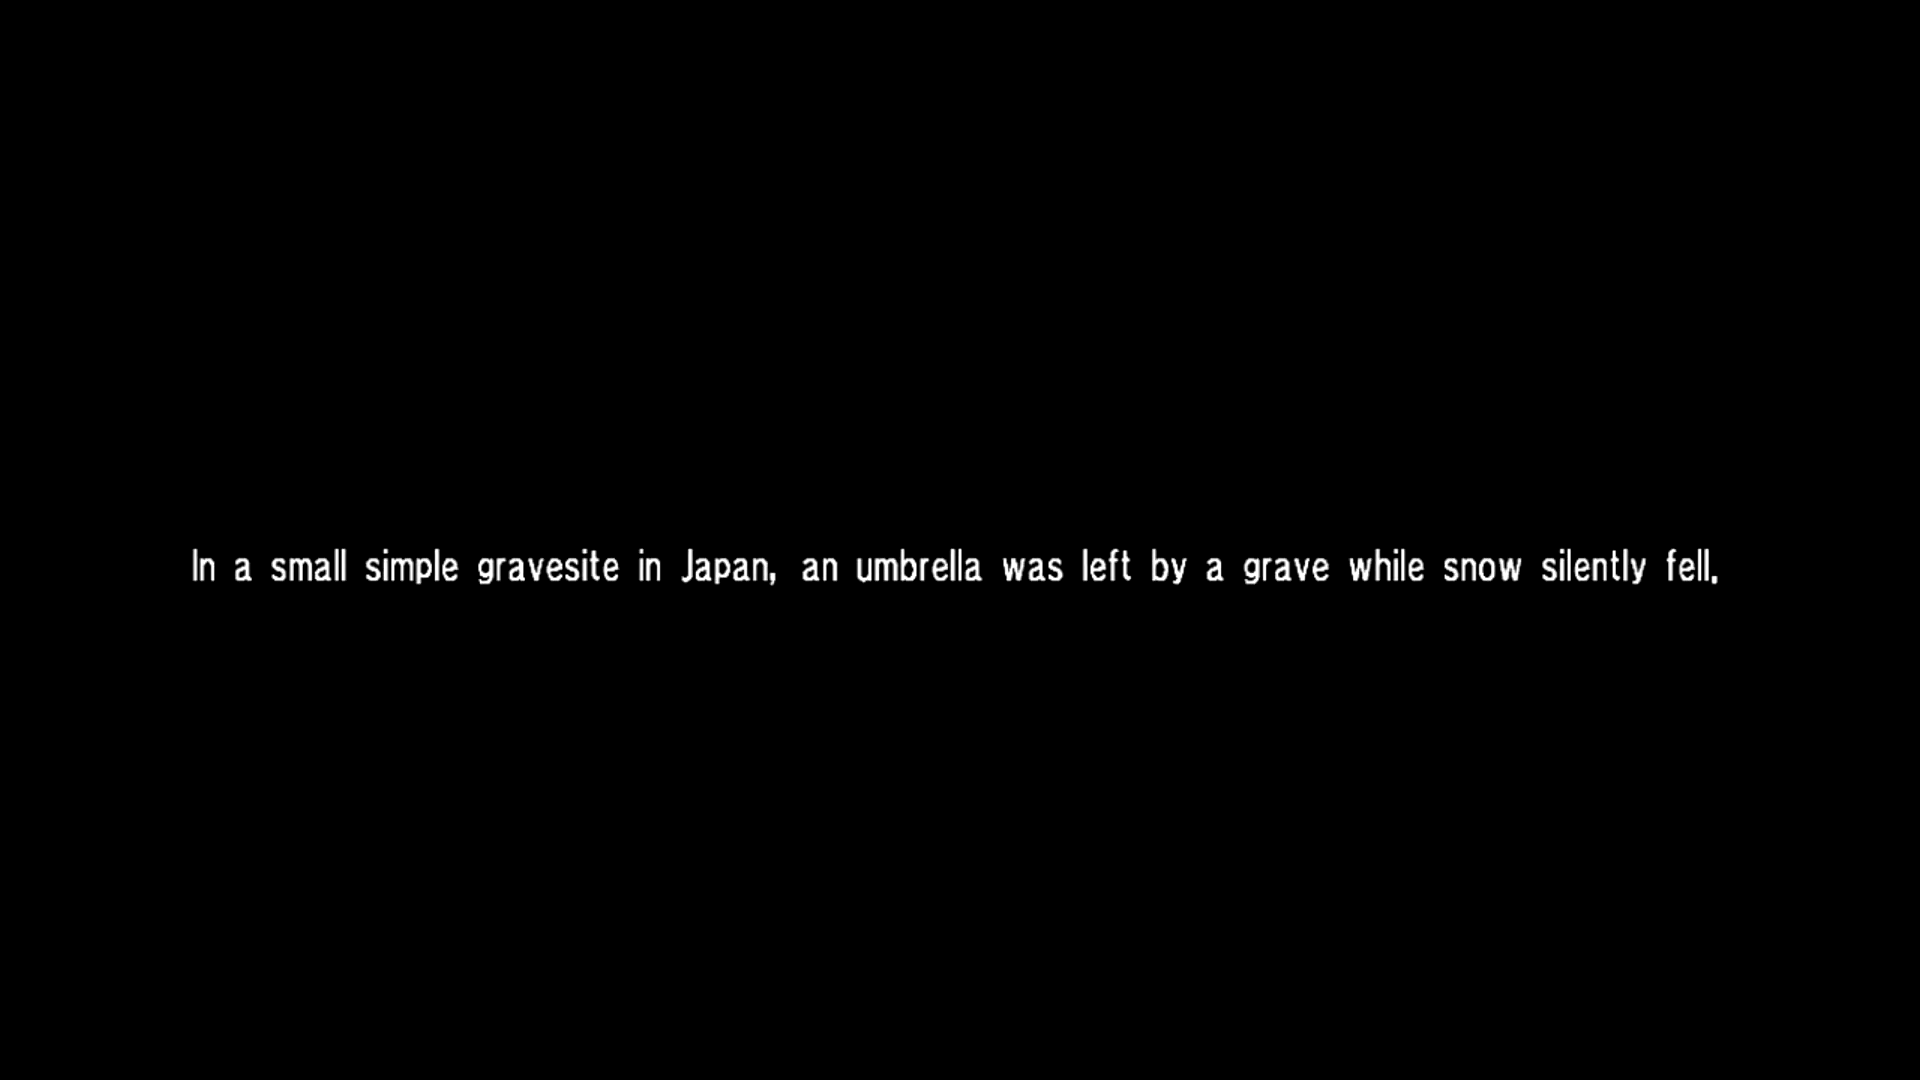 In a small simple gravesite in Japan, an umbrella was left by a grave while snow silently fell.